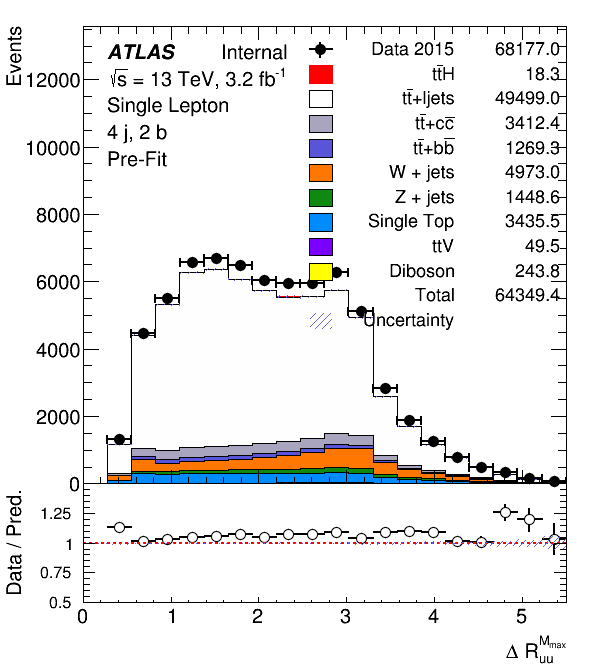 Events
ATLAS Internal
√s = 13 TeV, 3.2 fb⁻¹
Single Lepton
4 j, 2 b
Pre-Fit
Data 2015 68177.0
tt̄H 18.3
tt̄+ljets 49499.0
tt̄+cc̄ 3412.4
tt̄+bb̄ 1269.3
W + jets 4973.0
Z + jets 1448.6
Single Top 3435.5
ttV 49.5
Diboson 243.8
Total 64349.4
Uncertainty
12000
10000
8000
6000
4000
2000
0
Data / Pred.
1.25
1
0.75
0.5
0 1 2 3 4 5
Δ R_uu^M_max